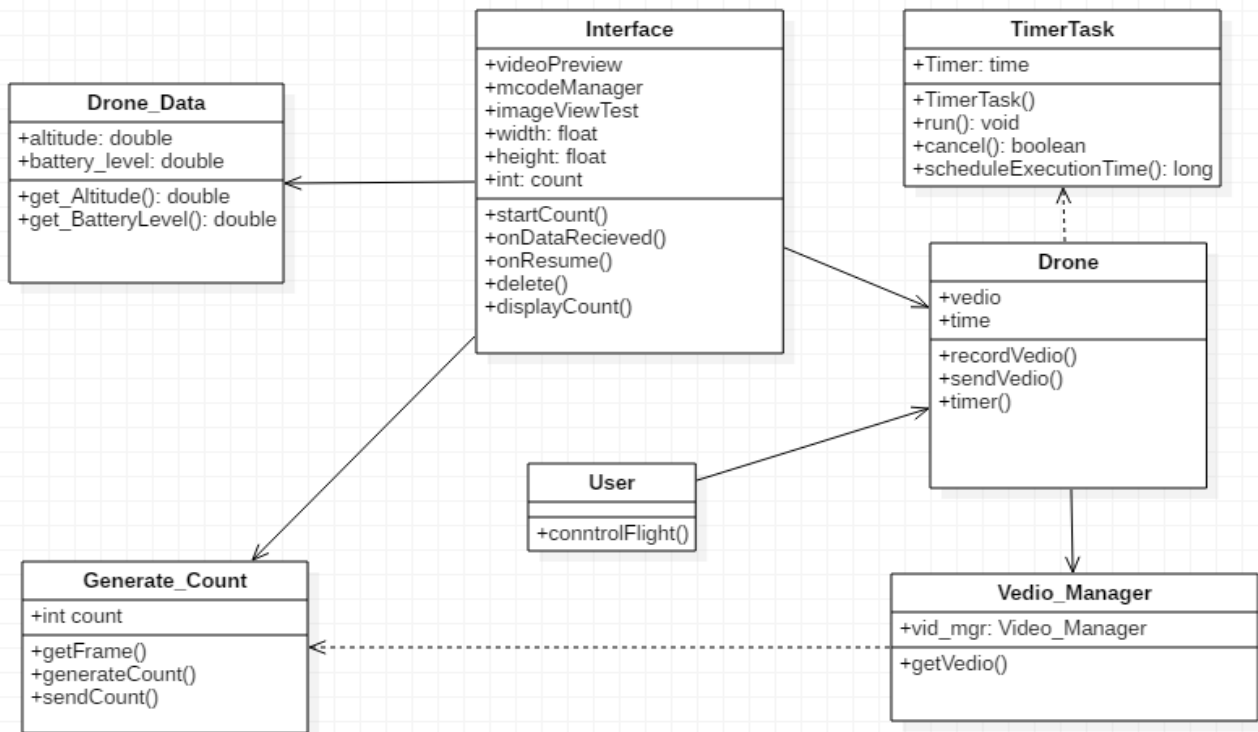 Interface
+videoPreview
+mcodeManager
+imageViewTest
+width: float
+height: float
+int: count
+startCount()
+onDataRecieved()
+onResume()
+delete()
+displayCount()
TimerTask
+Timer: time
+TimerTask()
+run(): void
+cancel(): boolean
+scheduleExecutionTime(): long
Drone_Data
+altitude: double
+battery_level: double
+get_Altitude(): double
+get_BatteryLevel(): double
Drone
+vedio
+time
+recordVedio()
+sendVedio()
+timer()
User
+conntrolFlight()
Generate_Count
+int count
+getFrame()
+generateCount()
+sendCount()
Vedio_Manager
+vid_mgr: Video_Manager
+getVedio()